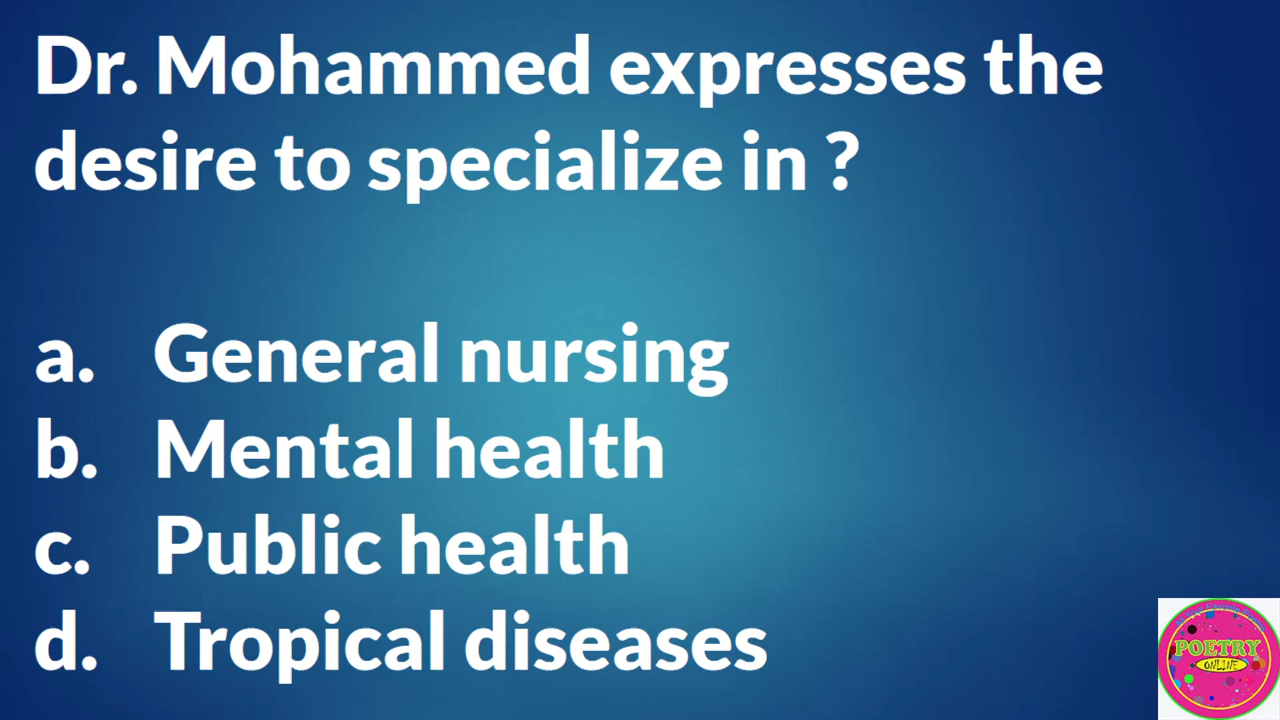 Dr. Mohammed expresses the
desire to specialize in ?
a. General nursing
b. Mental health
c. Public health
d. Tropical diseases
POETRY
ONLINE